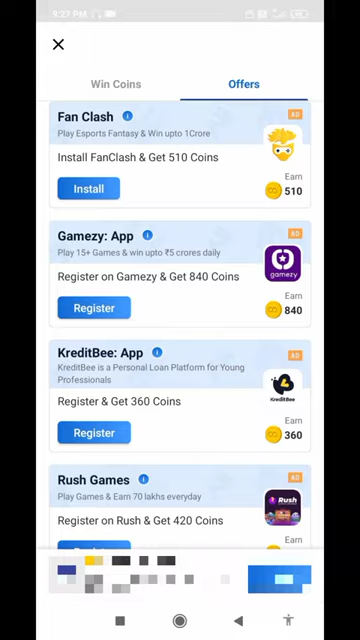 9:27 PM
Win Coins
Offers
Fan Clash
AD
Play Esports Fantasy & Win upto 1Crore
Install FanClash & Get 510 Coins
Install
Earn
510
Gamezy: App
AD
Play 15+ Games & win upto ₹5 crores daily
gamezy
Register on Gamezy & Get 840 Coins
Register
Earn
840
KreditBee: App
AD
KreditBee is a Personal Loan Platform for Young
Professionals
KreditBee
Register & Get 360 Coins
Register
Earn
360
Rush Games
AD
Play Games & Earn 70 lakhs everyday
Rush
Register on Rush & Get 420 Coins
Earn